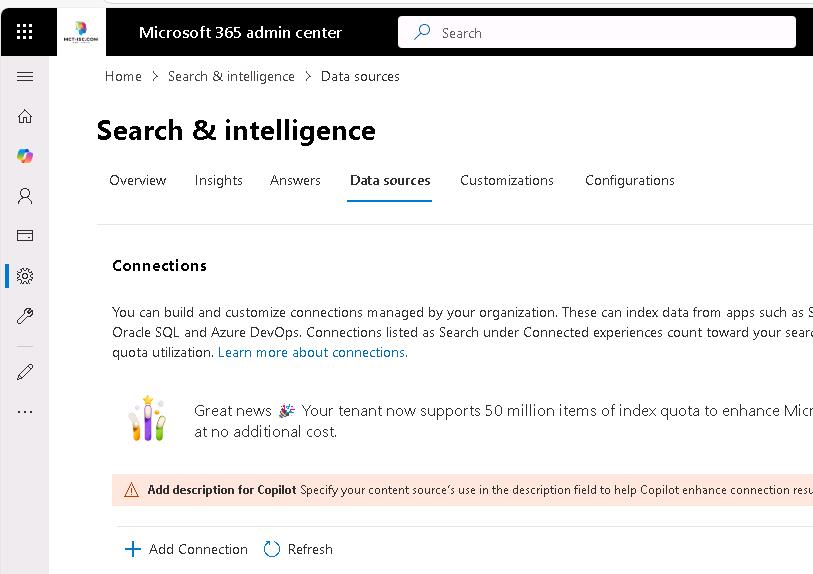 MCT-ISC.COM
Microsoft 365 admin center
Search
Home > Search & intelligence > Data sources
Search & intelligence
Overview Insights Answers Data sources Customizations Configurations
Connections
You can build and customize connections managed by your organization. These can index data from apps such as S
Oracle SQL and Azure DevOps. Connections listed as Search under Connected experiences count toward your searc
quota utilization. Learn more about connections.
Great news 🎉 Your tenant now supports 50 million items of index quota to enhance Micr
at no additional cost.
Add description for Copilot Specify your content source's use in the description field to help Copilot enhance connection resu
Add Connection Refresh